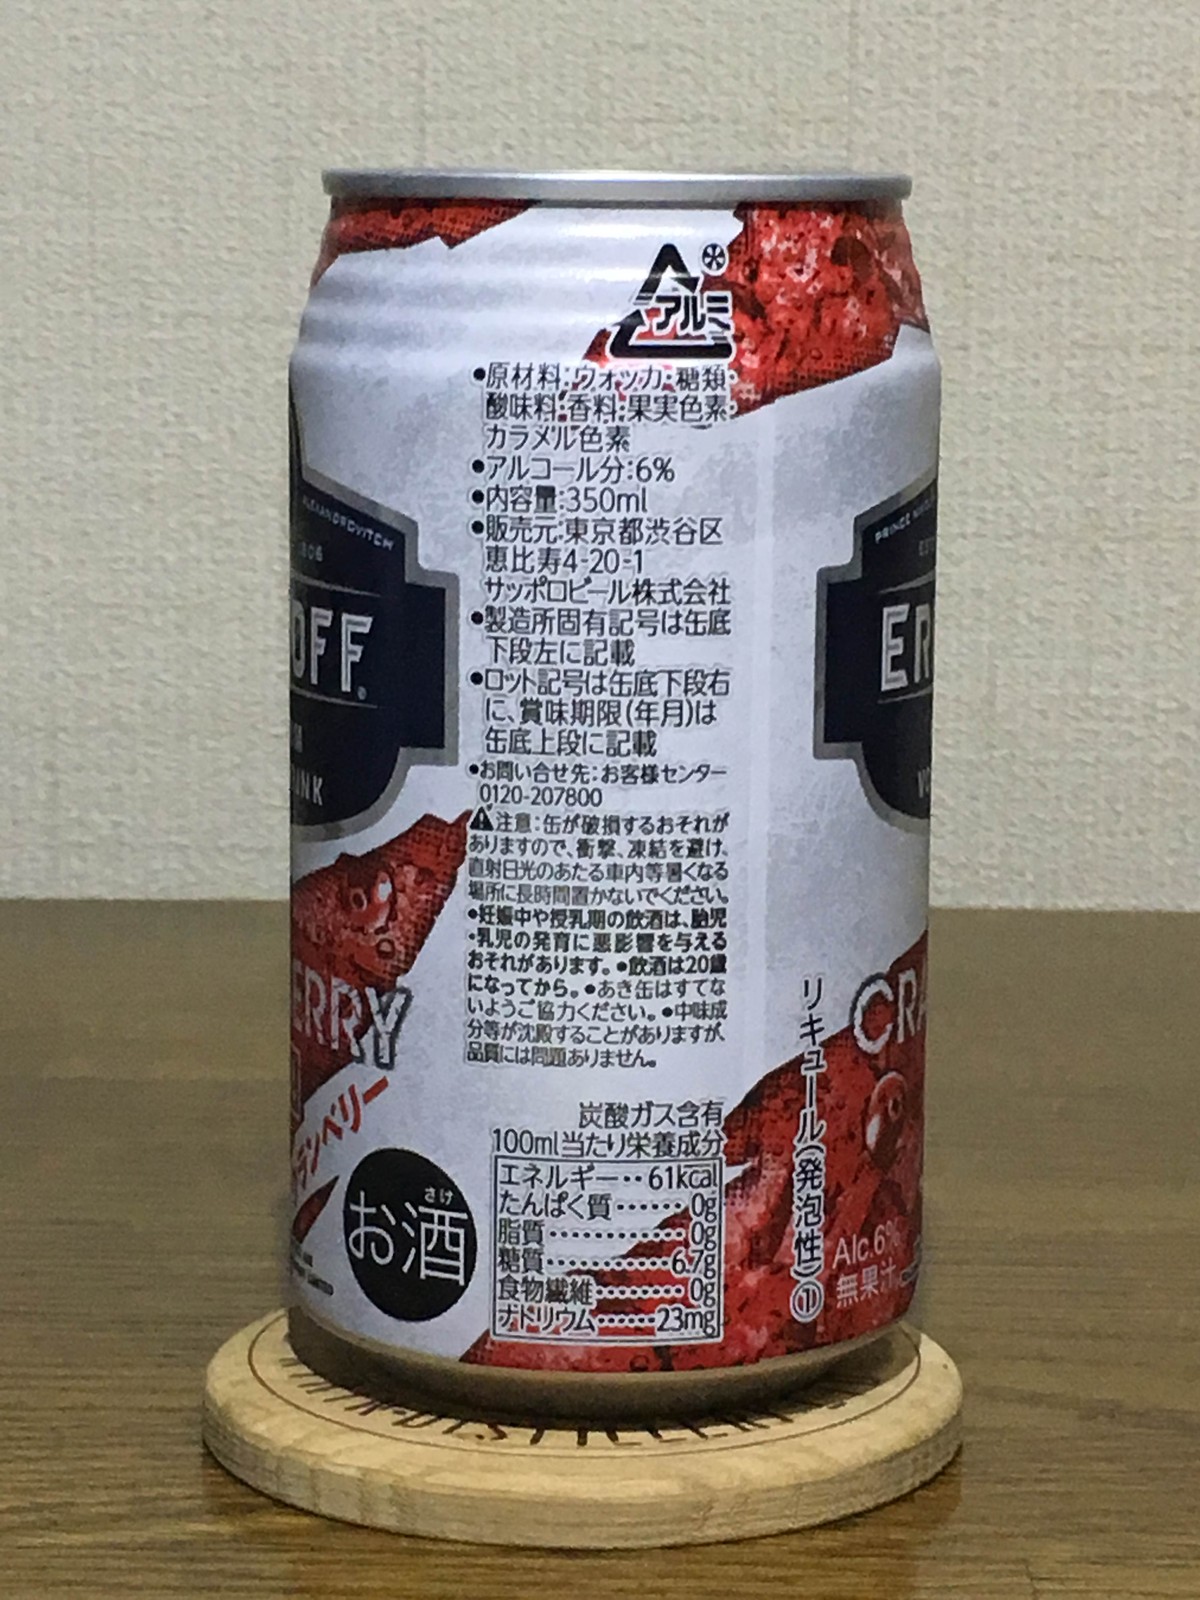 アルミ
●原材料:ウォッカ・糖類・
酸味料・香料・果実色素・
カラメル色素
●アルコール分:6%
●内容量:350ml
●販売元:東京都渋谷区
恵比寿4-20-1
サッポロビール株式会社
●製造所固有記号は缶底
下段左に記載
●ロット記号は缶底下段右
に、賞味期限(年月)は
缶底上段に記載
●お問い合せ先:お客様センター
0120-207800
注意:缶が破損するおそれが
ありますので、衝撃、凍結を避け、
直射日光のあたる車内等暑くなる
場所に長時間置かないでください。
●妊娠中や授乳期の飲酒は、胎児
・乳児の発育に悪影響を与える
おそれがあります。●飲酒は20歳
になってから。●あき缶はすてな
いようご協力ください。●中味成
分等が沈殿することがありますが、
品質には問題ありません。
炭酸ガス含有
100ml当たり栄養成分
エネルギー‥61kcal
たんぱく質……0g
脂質………0g
糖質………6.7g
食物繊維……0g
ナトリウム……23mg
さけ
お酒
リキュール(発泡性)①
Alc.6%
無果汁
ALEXANDROVITCH
OFF
ERRY
ンベリー
PRINCE
ER
CRA